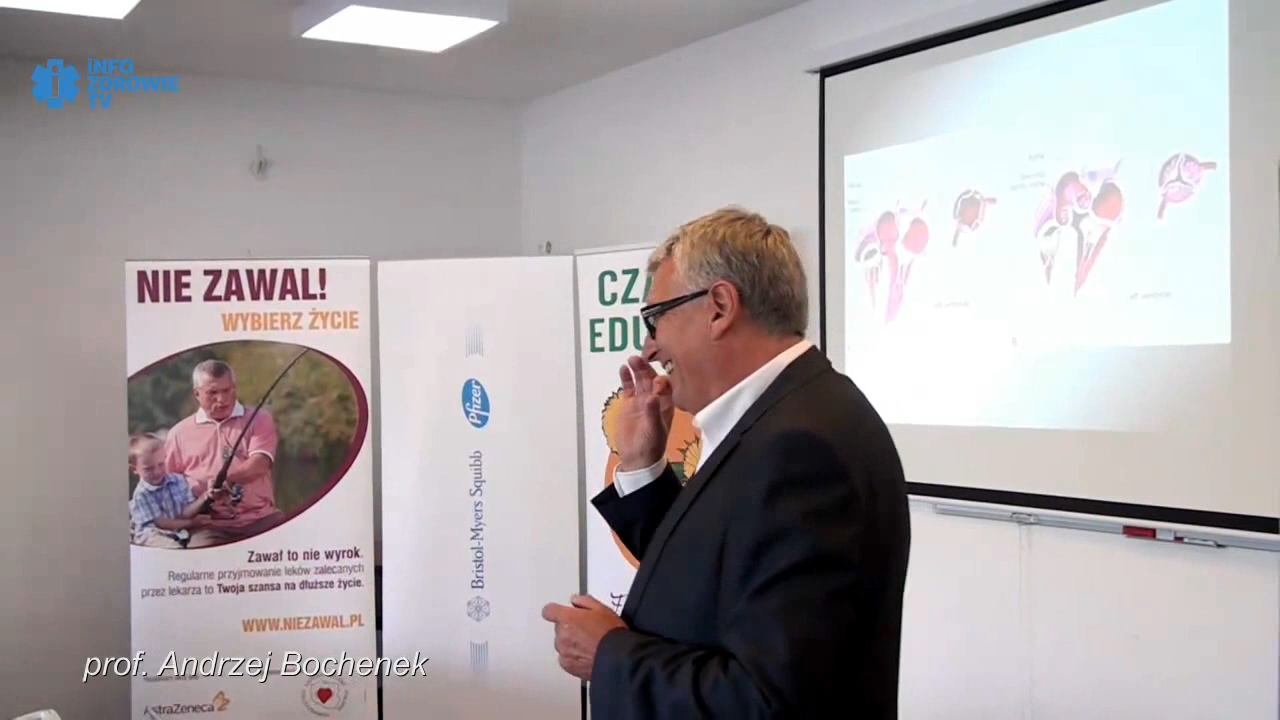 iNFO
ZDROWIE
TV
NIE ZAWAL!
WYBIERZ ŻYCIE
Zawał to nie wyrok.
Regularne przyjmowanie leków zalecanych
przez lekarza to Twoja szansa na dłuższe życie.
WWW.NIEZAWAL.PL
AstraZeneca
Pfizer
Bristol-Myers Squibb
CZA
EDU
prof. Andrzej Bochenek